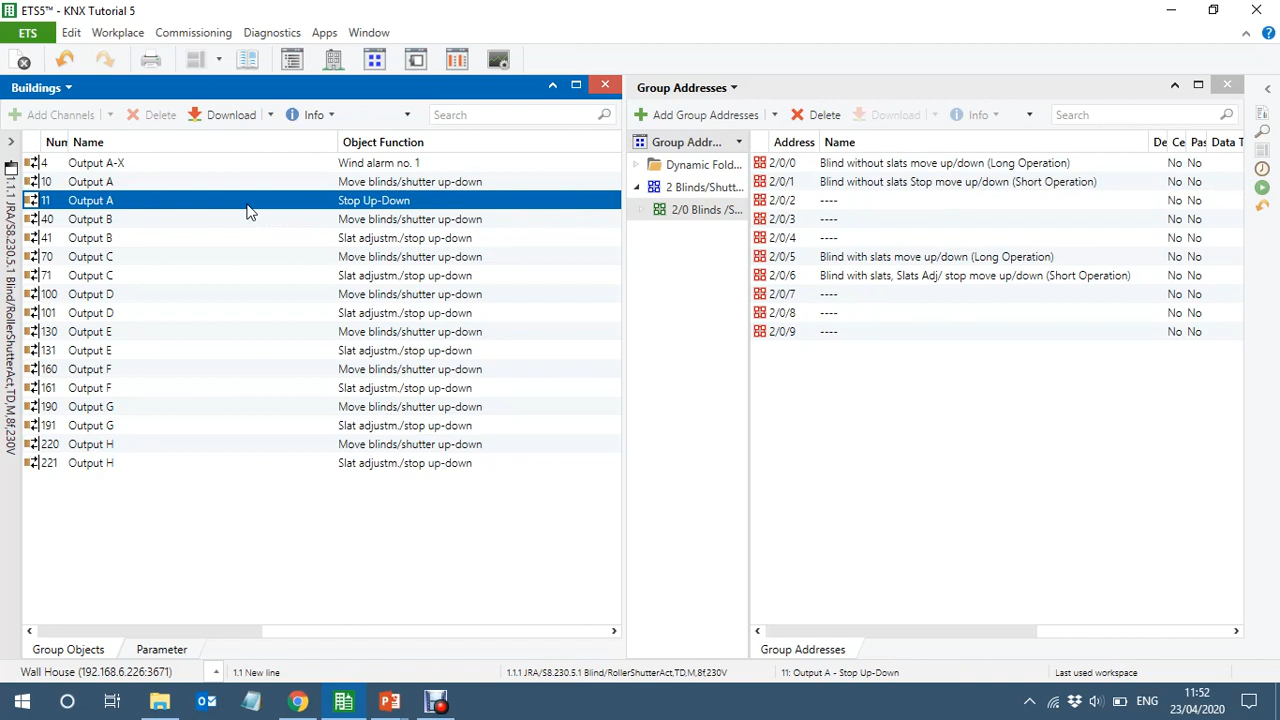 ETS5™ - KNX Tutorial 5
ETS Edit Workplace Commissioning Diagnostics Apps Window
Buildings
Add Channels Delete Download Info Search
Num Name Object Function
4 Output A-X Wind alarm no. 1
10 Output A Move blinds/shutter up-down
11 Output A Stop Up-Down
40 Output B Move blinds/shutter up-down
41 Output B Slat adjustm./stop up-down
70 Output C Move blinds/shutter up-down
71 Output C Slat adjustm./stop up-down
100 Output D Move blinds/shutter up-down
101 Output D Slat adjustm./stop up-down
130 Output E Move blinds/shutter up-down
131 Output E Slat adjustm./stop up-down
160 Output F Move blinds/shutter up-down
161 Output F Slat adjustm./stop up-down
190 Output G Move blinds/shutter up-down
191 Output G Slat adjustm./stop up-down
220 Output H Move blinds/shutter up-down
221 Output H Slat adjustm./stop up-down
1.1.1 JRA/S8.230.5.1 Blind/RollerShutterAct,TD,M,8f,230V
Group Objects Parameter
Group Addresses
Add Group Addresses Delete Download Info Search
Group Addr...
Dynamic Fold...
2 Blinds/Shutt...
2/0 Blinds /S...
Address Name De Ce Pas Data T
2/0/0 Blind without slats move up/down (Long Operation) No No
2/0/1 Blind without slats Stop move up/down (Short Operation) No No
2/0/2 ---- No No
2/0/3 ---- No No
2/0/4 ---- No No
2/0/5 Blind with slats move up/down (Long Operation) No No
2/0/6 Blind with slats, Slats Adj/ stop move up/down (Short Operation) No No
2/0/7 ---- No No
2/0/8 ---- No No
2/0/9 ---- No No
Group Addresses
Wall House (192.168.6.226:3671) 1.1 New line 1.1.1 JRA/S8.230.5.1 Blind/RollerShutterAct,TD,M,8f,230V 11: Output A - Stop Up-Down Last used workspace
ENG
11:52
23/04/2020